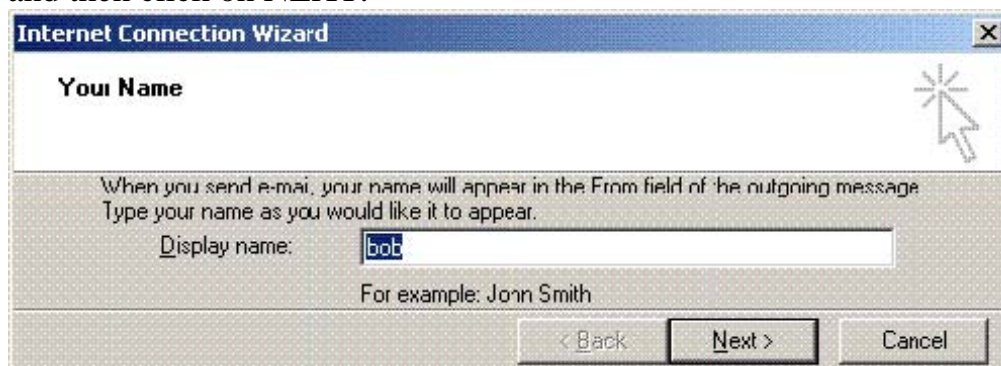 Internet Connection Wizard
Your Name
When you send e-mai, your name will appear in the From field of the outgoing message
Type your name as you would like it to appear.
Display name: bob
For example: John Smith
< Back Next > Cancel